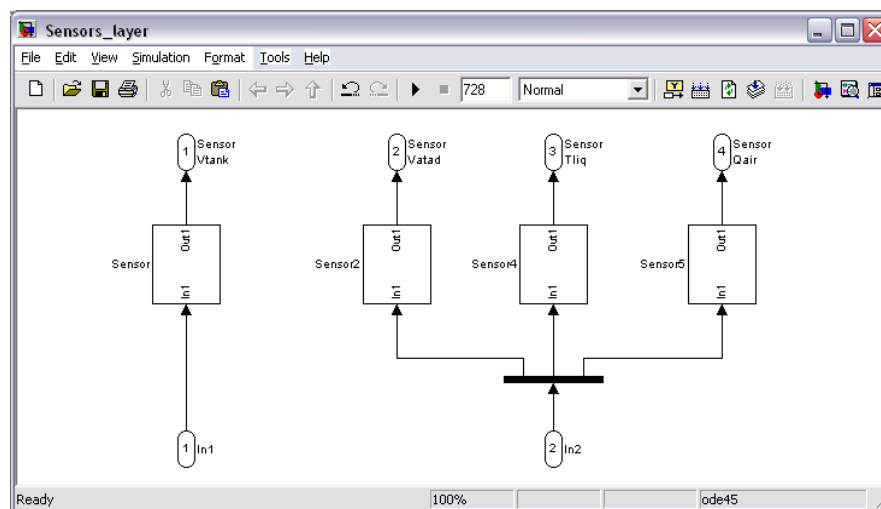 Sensors_layer
File Edit View Simulation Format Tools Help
728 Normal
1 Sensor Vtank
2 Sensor Vatad
3 Sensor Tliq
4 Sensor Qair
Out1 Out1 Out1 Out1
Sensor Sensor2 Sensor4 Sensor5
In1 In1 In1 In1
1 In1 2 In2
Ready 100% ode45